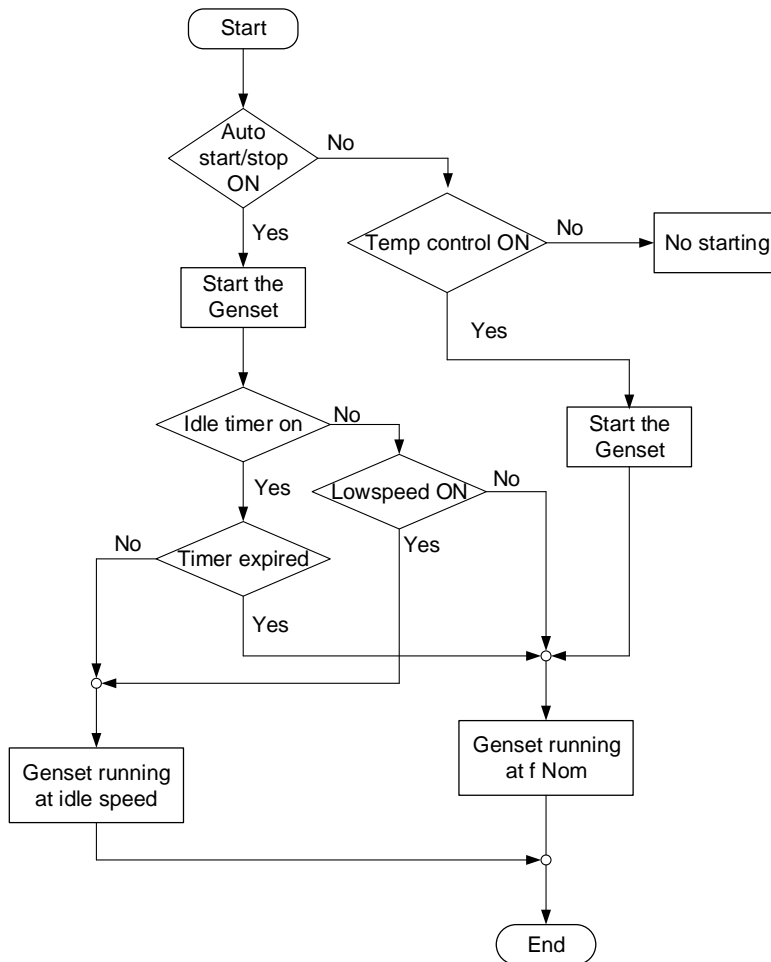 Start
Auto
start/stop
ON
No
Yes
Temp control ON
No
No starting
Start the
Genset
Yes
Idle timer on
No
Start the
Genset
Yes
Lowspeed ON
No
No
Timer expired
Yes
Yes
Genset running
at idle speed
Genset running
at f Nom
End